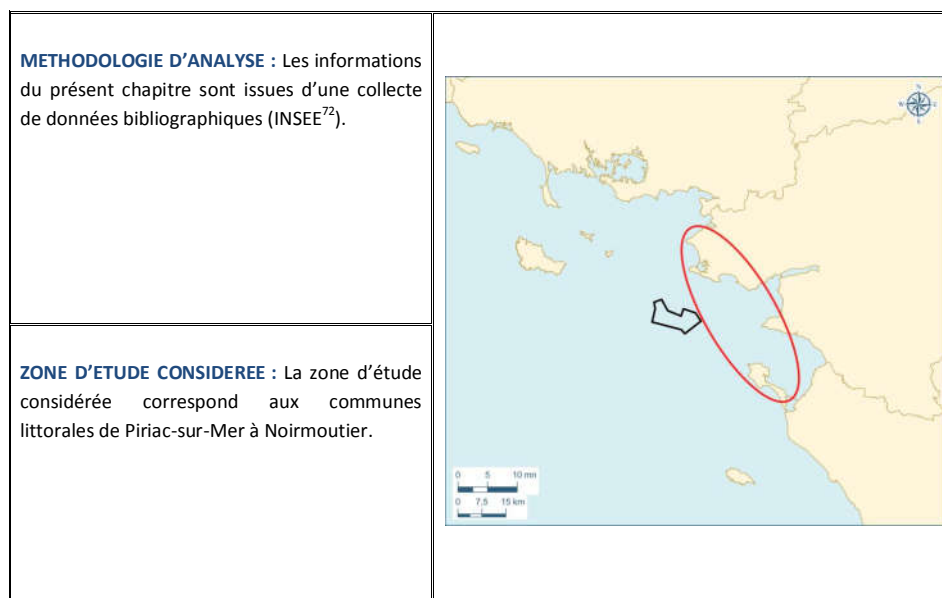 METHODOLOGIE D'ANALYSE : Les informations
du présent chapitre sont issues d'une collecte
de données bibliographiques (INSEE72).
ZONE D'ETUDE CONSIDEREE : La zone d'étude
considérée correspond aux communes
littorales de Piriac-sur-Mer à Noirmoutier.
N
W E
S
0 5 10 mn
0 7,5 15 km